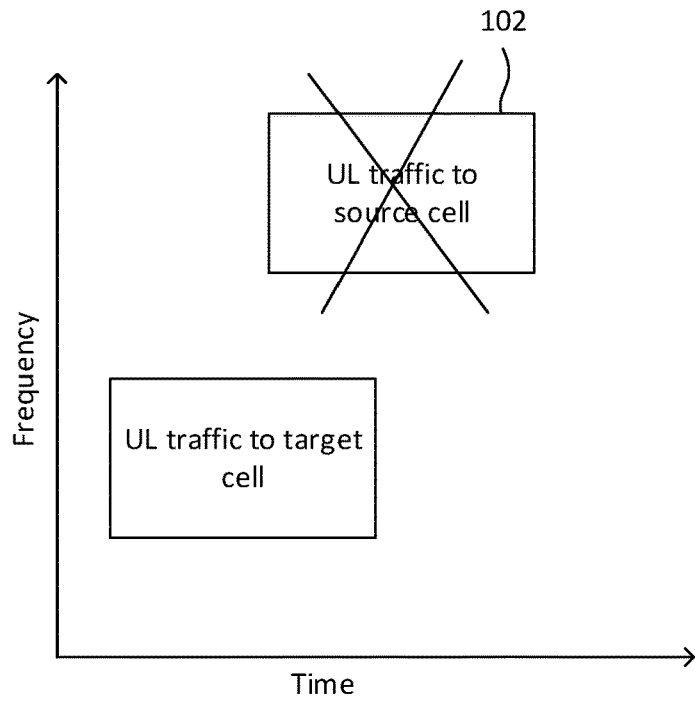 102
UL traffic to
source cell
Frequency
UL traffic to target
cell
Time